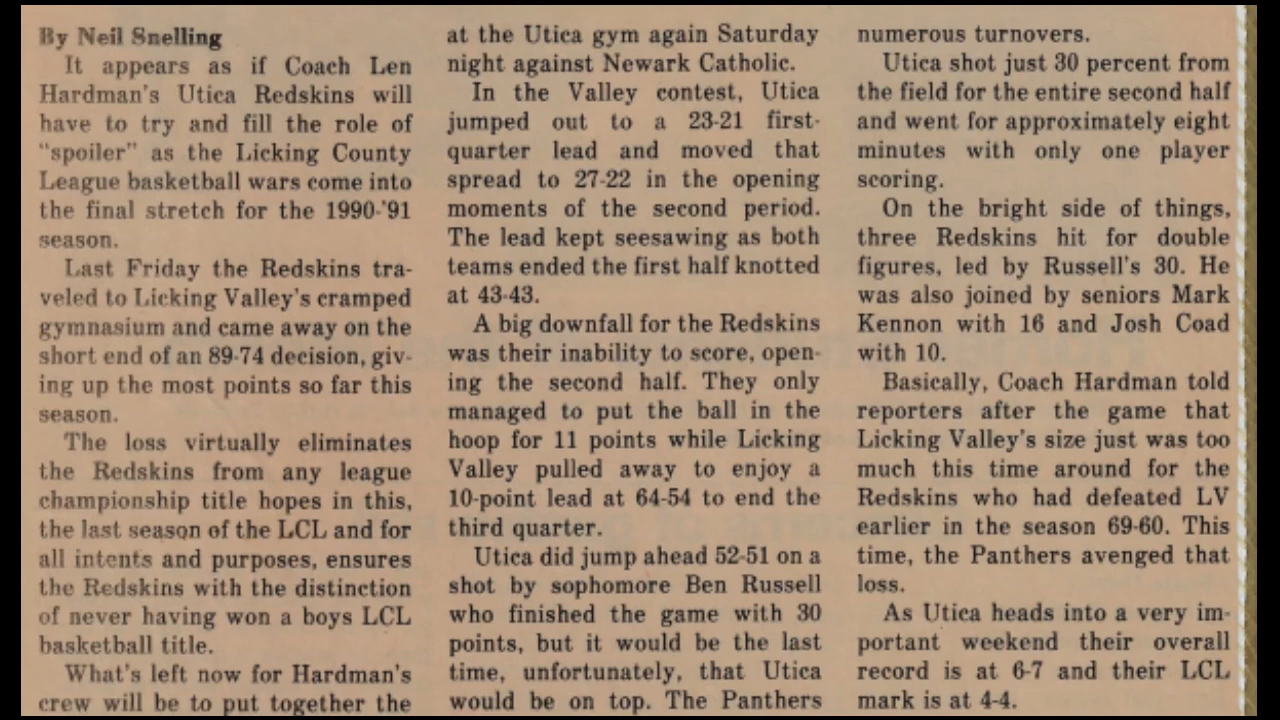 By Neil Snelling
It appears as if Coach Len
Hardman's Utica Redskins will
have to try and fill the role of
"spoiler" as the Licking County
League basketball wars come into
the final stretch for the 1990-'91
season.
Last Friday the Redskins tra-
veled to Licking Valley's cramped
gymnasium and came away on the
short end of an 89-74 decision, giv-
ing up the most points so far this
season.
The loss virtually eliminates
the Redskins from any league
championship title hopes in this,
the last season of the LCL and for
all intents and purposes, ensures
the Redskins with the distinction
of never having won a boys LCL
basketball title.
What's left now for Hardman's
crew will be to put together the
at the Utica gym again Saturday
night against Newark Catholic.
In the Valley contest, Utica
jumped out to a 23-21 first-
quarter lead and moved that
spread to 27-22 in the opening
moments of the second period.
The lead kept seesawing as both
teams ended the first half knotted
at 43-43.
A big downfall for the Redskins
was their inability to score, open-
ing the second half. They only
managed to put the ball in the
hoop for 11 points while Licking
Valley pulled away to enjoy a
10-point lead at 64-54 to end the
third quarter.
Utica did jump ahead 52-51 on a
shot by sophomore Ben Russell
who finished the game with 30
points, but it would be the last
time, unfortunately, that Utica
would be on top. The Panthers
numerous turnovers.
Utica shot just 30 percent from
the field for the entire second half
and went for approximately eight
minutes with only one player
scoring.
On the bright side of things,
three Redskins hit for double
figures, led by Russell's 30. He
was also joined by seniors Mark
Kennon with 16 and Josh Coad
with 10.
Basically, Coach Hardman told
reporters after the game that
Licking Valley's size just was too
much this time around for the
Redskins who had defeated LV
earlier in the season 69-60. This
time, the Panthers avenged that
loss.
As Utica heads into a very im-
portant weekend their overall
record is at 6-7 and their LCL
mark is at 4-4.